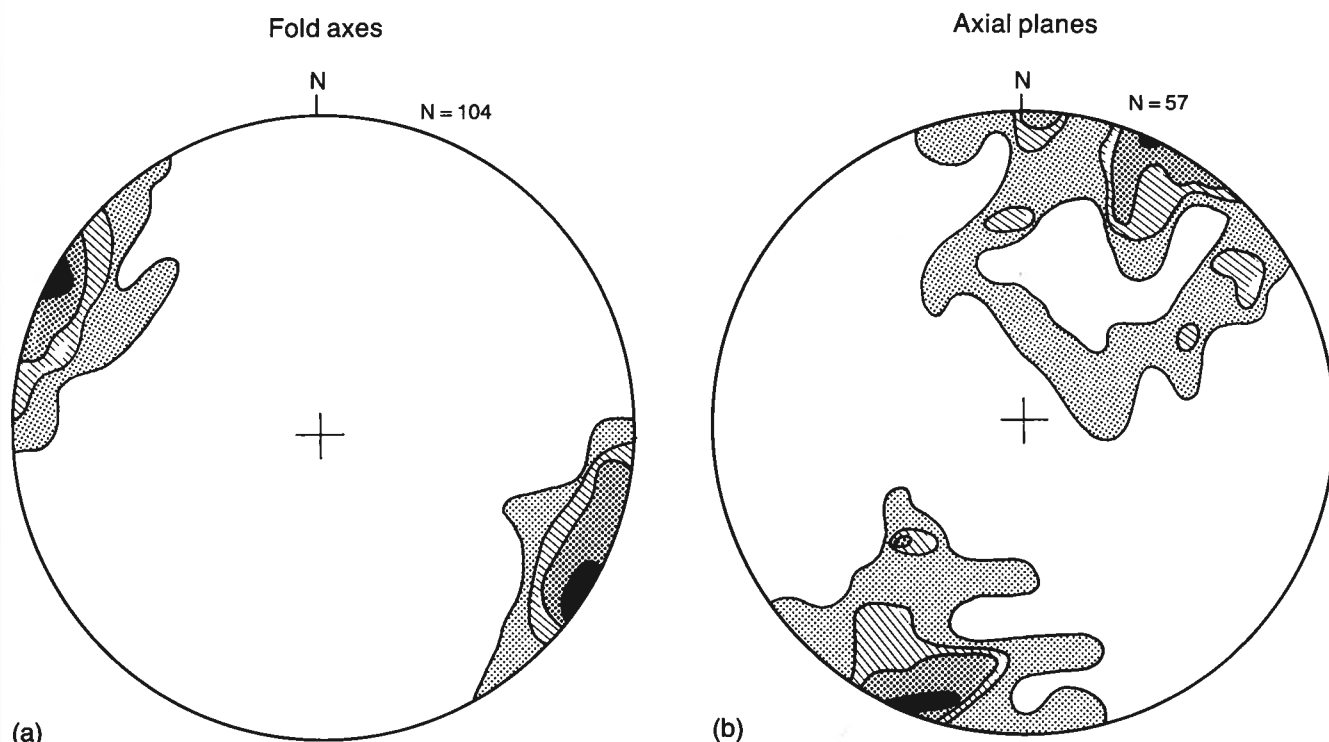 Fold axes
N
N = 104
(a)
Axial planes
N
N = 57
(b)